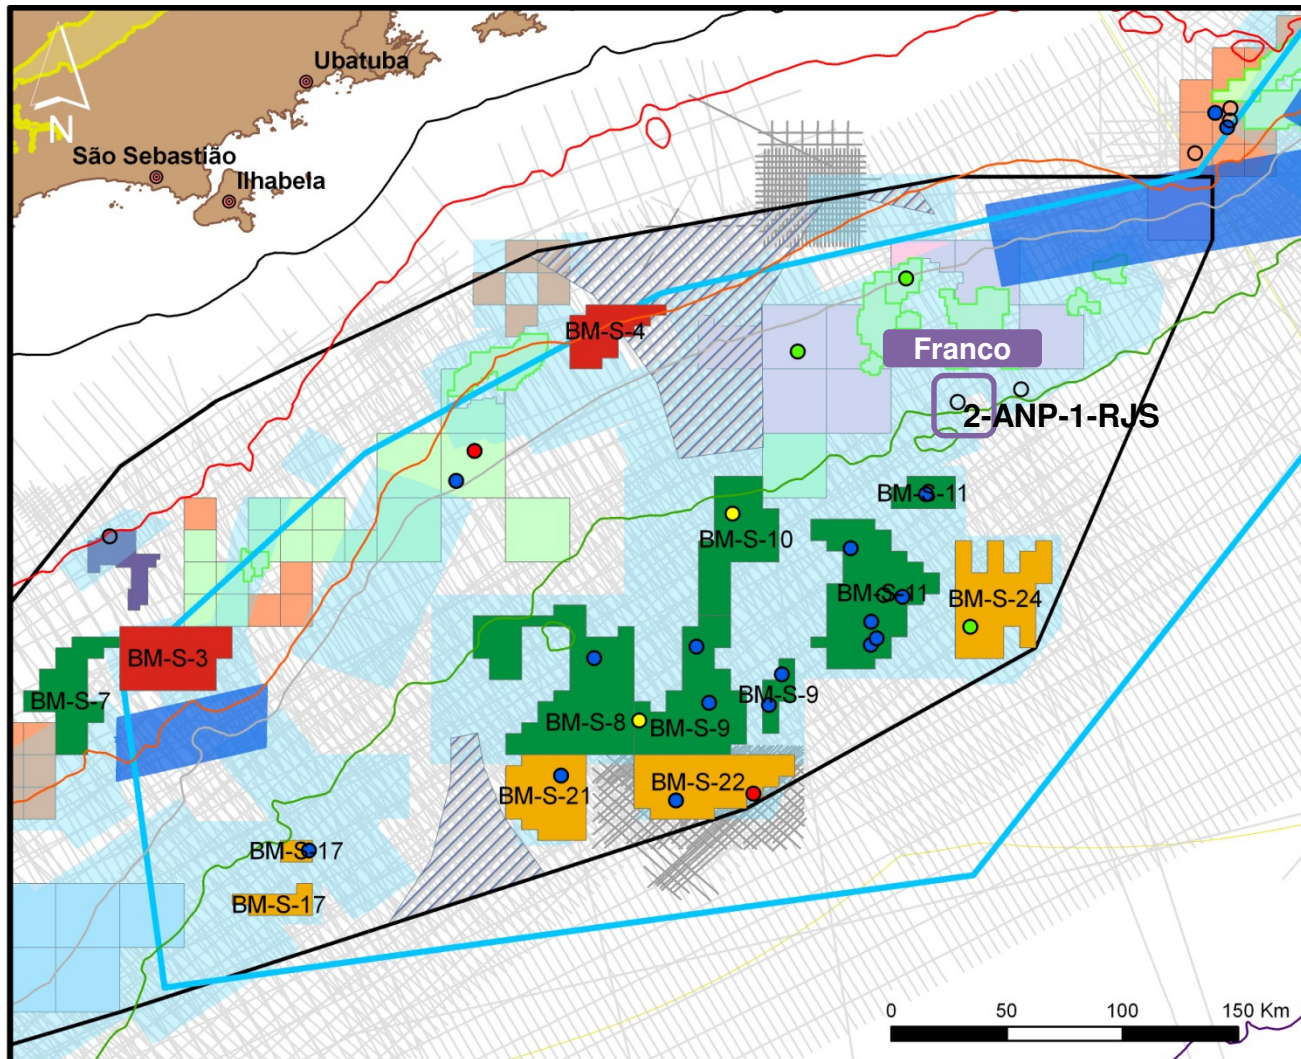 Ubatuba
N
São Sebastião
Ilhabela
BM-S-4
Franco
2-ANP-1-RJS
BM-S-11
BM-S-10
BM-S-11
BM-S-24
BM-S-3
BM-S-7
BM-S-9
BM-S-8
BM-S-9
BM-S-22
BM-S-21
BM-S-17
BM-S-17
0 50 100 150 Km